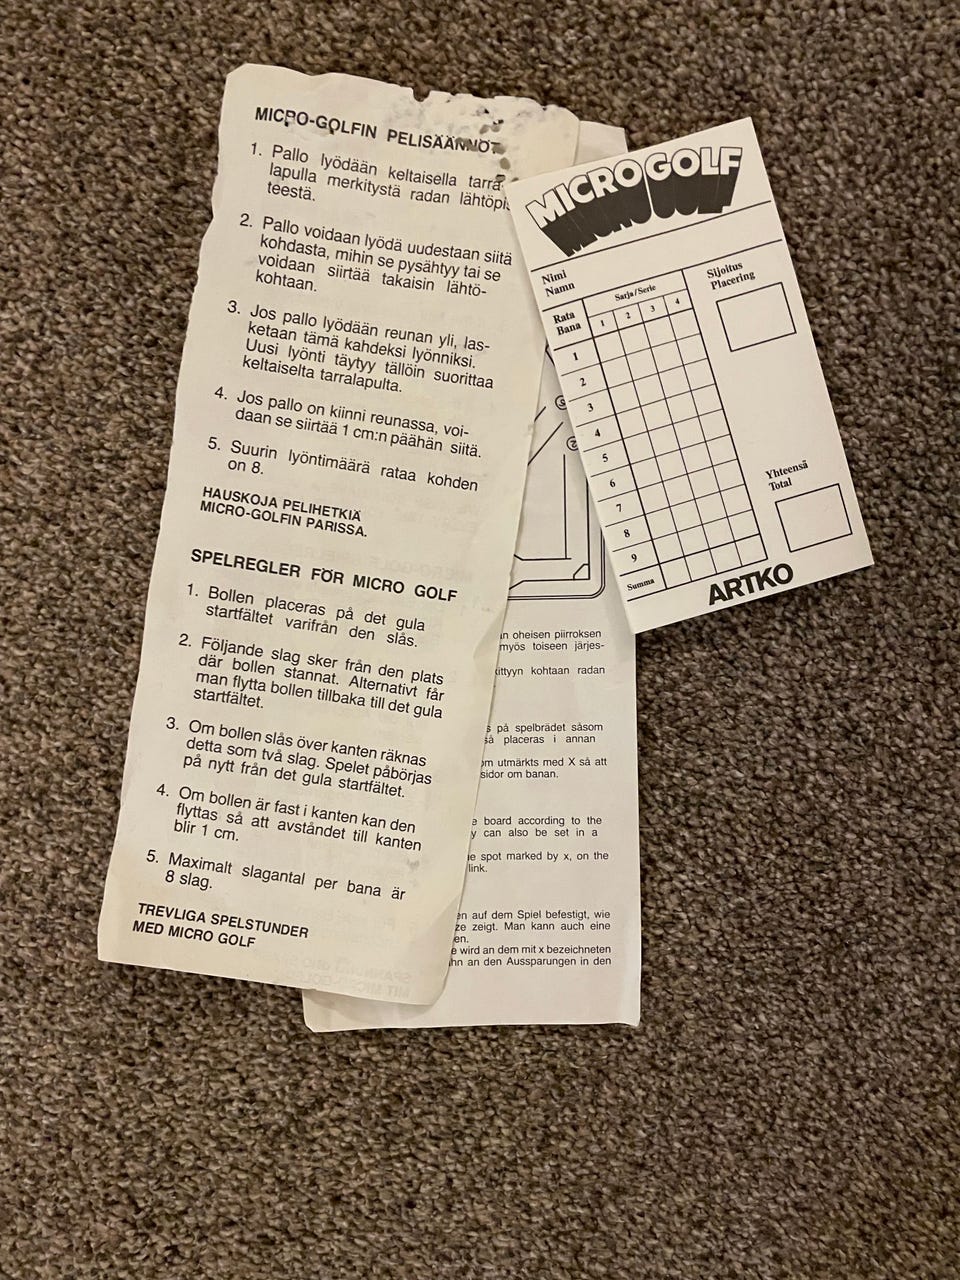 MICRO-GOLFIN PELISÄÄNNÖT
1. Pallo lyödään keltaisella tarra-
lapulla merkitystä radan lähtöpis
teestä.
2. Pallo voidaan lyödä uudestaan siitä
kohdasta, mihin se pysähtyy tai se
voidaan siirtää takaisin lähtö-
kohtaan.
3. Jos pallo lyödään reunan yli, las-
ketaan tämä kahdeksi lyönniksi.
Uusi lyönti täytyy tällöin suorittaa
keltaiselta tarralapulta.
4. Jos pallo on kiinni reunassa, voi-
daan se siirtää 1 cm:n päähän siitä.
5. Suurin lyöntimäärä rataa kohden
on 8.
HAUSKOJA PELIHETKIÄ
MICRO-GOLFIN PARISSA.
SPELREGLER FÖR MICRO GOLF
1. Bollen placeras på det gula
startfältet varifrån den slås.
2. Följande slag sker från den plats
där bollen stannat. Alternativt får
man flytta bollen tillbaka till det gula
startfältet.
3. Om bollen slås över kanten räknas
detta som två slag. Spelet påbörjas
på nytt från det gula startfältet.
4. Om bollen är fast i kanten kan den
flyttas så att avståndet till kanten
blir 1 cm.
5. Maximalt slagantal per bana är
8 slag.
TREVLIGA SPELSTUNDER
MED MICRO GOLF
MICROGOLF
Nimi
Namn
Rata
Bana
Sarja/Serie
1 2 3 4
1
2
3
4
5
6
7
8
9
Summa
Sijoitus
Placering
Yhteensä
Total
ARTKO
n oheisen piirroksen
myös toiseen järjes-
ittyyn kohtaan radan
s på spelbrädet såsom
så placeras i annan
om utmärkts med X så att
sidor om banan.
e board according to the
y can also be set in a
e spot marked by x, on the
link.
en auf dem Spiel befestigt, wie
ze zeigt. Man kann auch eine
en.
e wird an dem mit x bezeichneten
hn an den Aussparungen in den